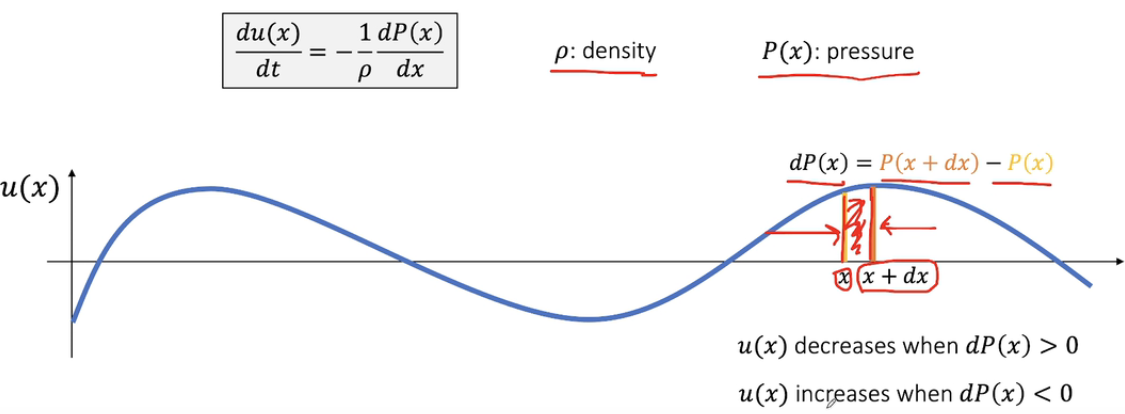 du(x)/dt = −1/ρ dP(x)/dx
ρ: density
P(x): pressure
dP(x) = P(x + dx) − P(x)
u(x)
x
x + dx
u(x) decreases when dP(x) > 0
u(x) increases when dP(x) < 0